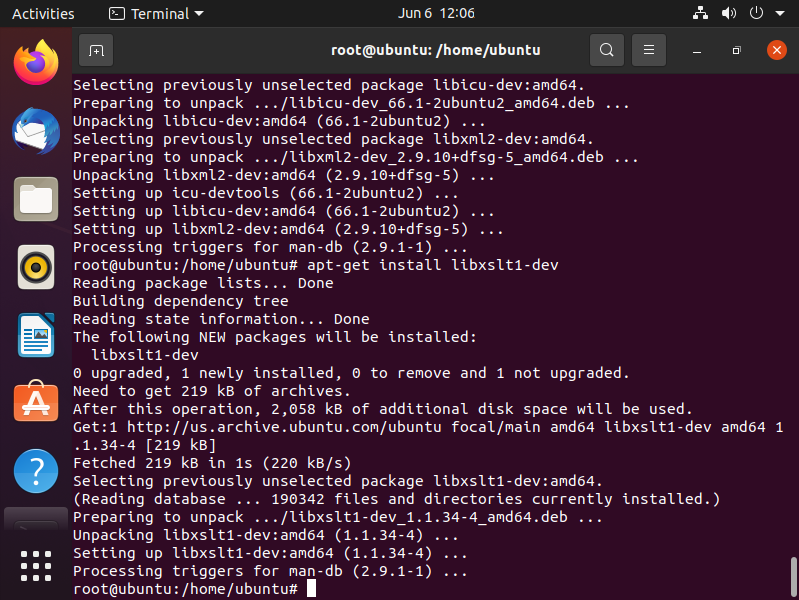 Activities Terminal Jun 6 12:06
root@ubuntu: /home/ubuntu
Selecting previously unselected package libicu-dev:amd64.
Preparing to unpack .../libicu-dev_66.1-2ubuntu2_amd64.deb ...
Unpacking libicu-dev:amd64 (66.1-2ubuntu2) ...
Selecting previously unselected package libxml2-dev:amd64.
Preparing to unpack .../libxml2-dev_2.9.10+dfsg-5_amd64.deb ...
Unpacking libxml2-dev:amd64 (2.9.10+dfsg-5) ...
Setting up icu-devtools (66.1-2ubuntu2) ...
Setting up libicu-dev:amd64 (66.1-2ubuntu2) ...
Setting up libxml2-dev:amd64 (2.9.10+dfsg-5) ...
Processing triggers for man-db (2.9.1-1) ...
root@ubuntu:/home/ubuntu# apt-get install libxslt1-dev
Reading package lists... Done
Building dependency tree
Reading state information... Done
The following NEW packages will be installed:
  libxslt1-dev
0 upgraded, 1 newly installed, 0 to remove and 1 not upgraded.
Need to get 219 kB of archives.
After this operation, 2,058 kB of additional disk space will be used.
Get:1 http://us.archive.ubuntu.com/ubuntu focal/main amd64 libxslt1-dev amd64 1
.1.34-4 [219 kB]
Fetched 219 kB in 1s (220 kB/s)
Selecting previously unselected package libxslt1-dev:amd64.
(Reading database ... 190342 files and directories currently installed.)
Preparing to unpack .../libxslt1-dev_1.1.34-4_amd64.deb ...
Unpacking libxslt1-dev:amd64 (1.1.34-4) ...
Setting up libxslt1-dev:amd64 (1.1.34-4) ...
Processing triggers for man-db (2.9.1-1) ...
root@ubuntu:/home/ubuntu#